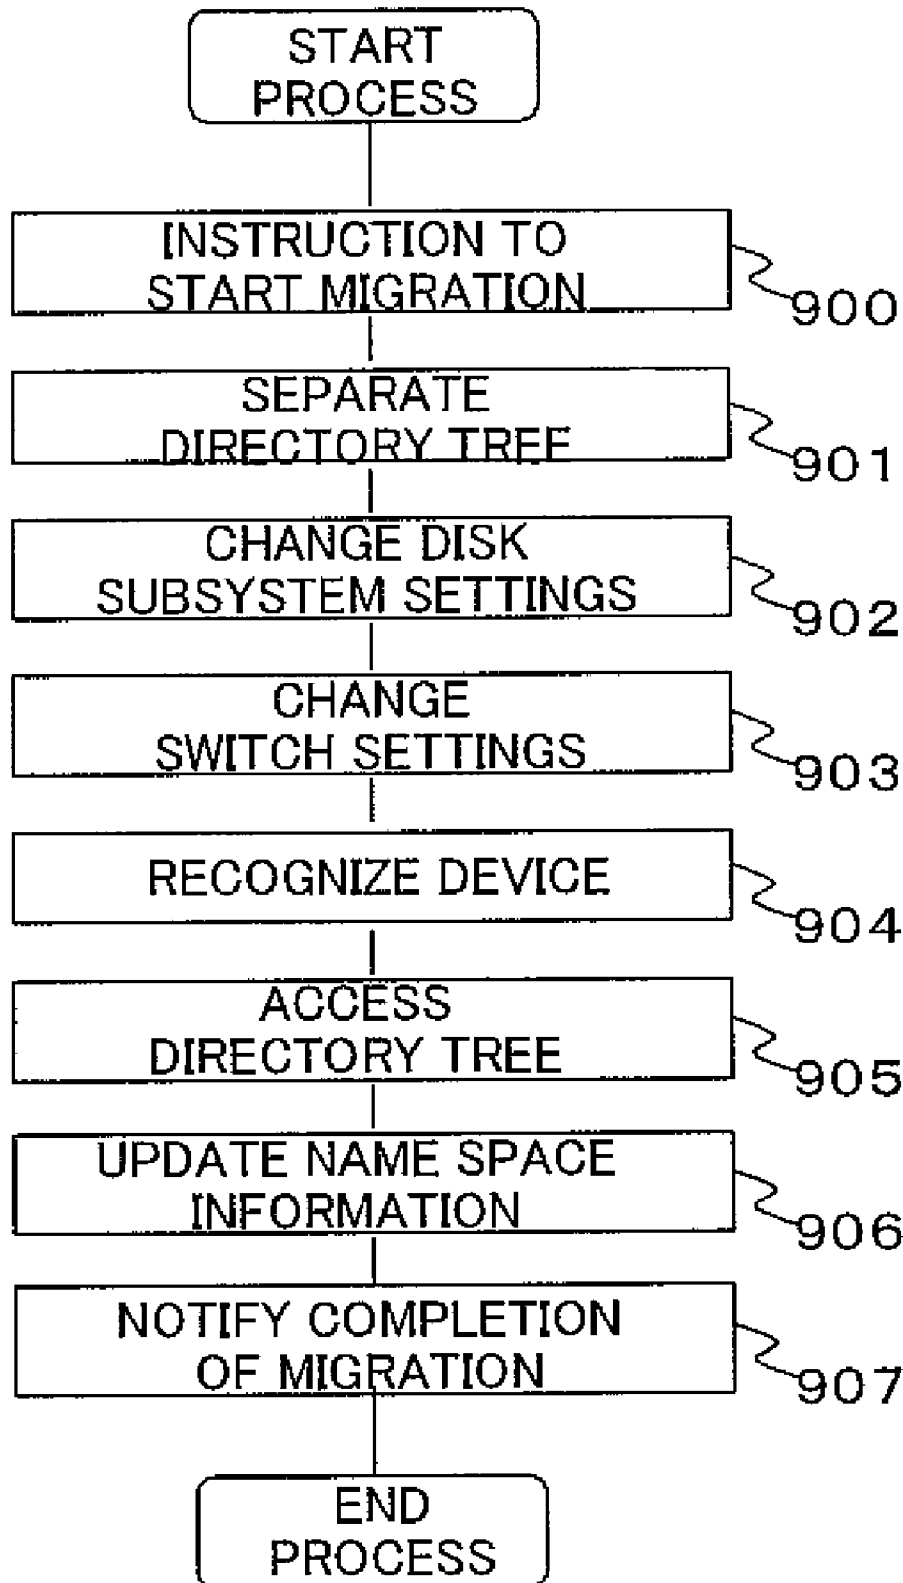 START
PROCESS
INSTRUCTION TO
START MIGRATION
900
SEPARATE
DIRECTORY TREE
901
CHANGE DISK
SUBSYSTEM SETTINGS
902
CHANGE
SWITCH SETTINGS
903
RECOGNIZE DEVICE
904
ACCESS
DIRECTORY TREE
905
UPDATE NAME SPACE
INFORMATION
906
NOTIFY COMPLETION
OF MIGRATION
907
END
PROCESS